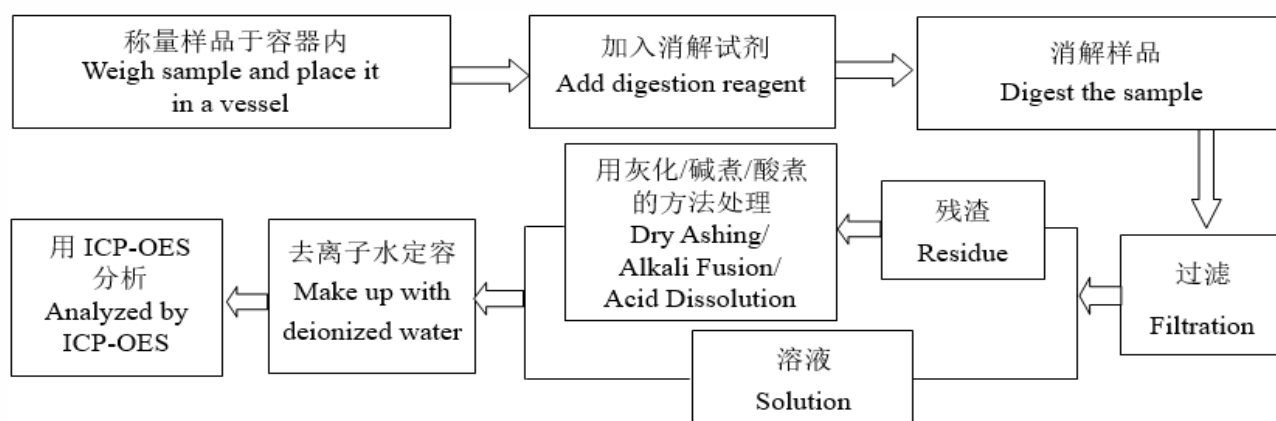 称量样品于容器内
Weigh sample and place it
in a vessel
加入消解试剂
Add digestion reagent
消解样品
Digest the sample
过滤
Filtration
残渣
Residue
用灰化/碱煮/酸煮
的方法处理
Dry Ashing/
Alkali Fusion/
Acid Dissolution
溶液
Solution
去离子水定容
Make up with
deionized water
用 ICP-OES
分析
Analyzed by
ICP-OES